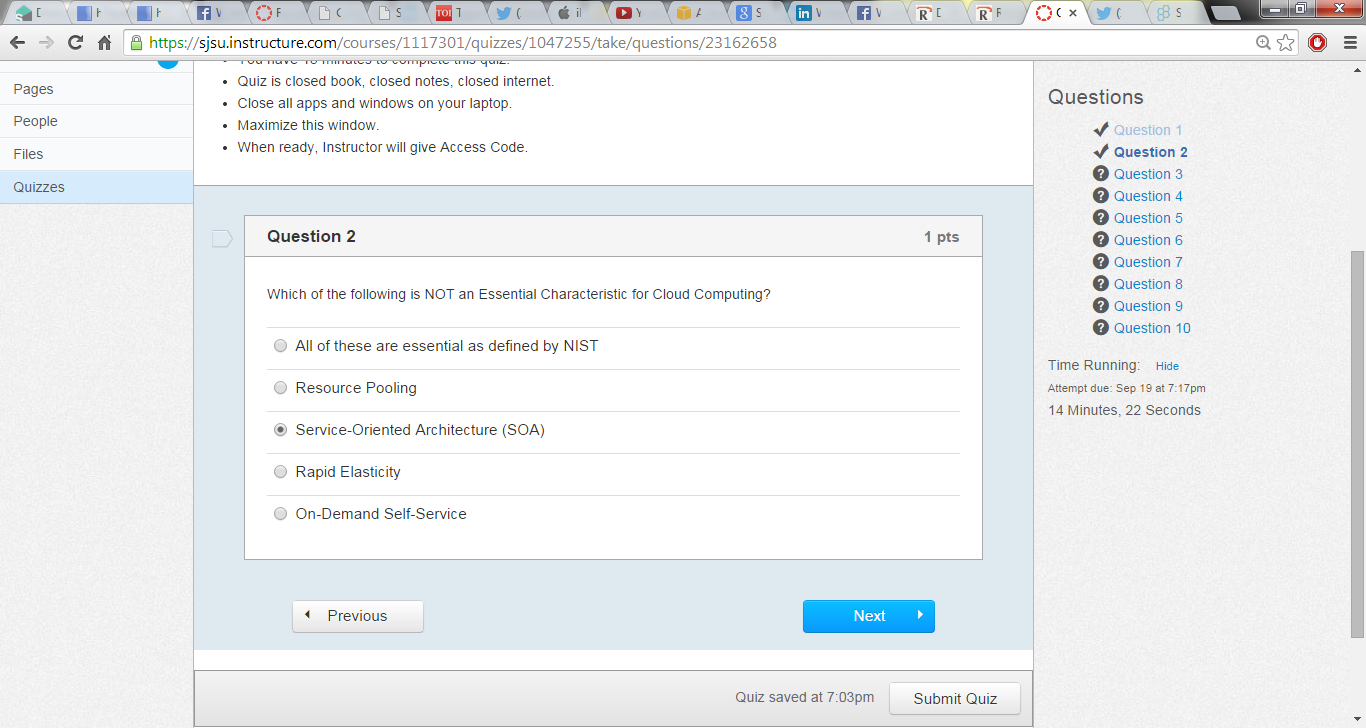 https://sjsu.instructure.com/courses/1117301/quizzes/1047255/take/questions/23162658
Pages
People
Files
Quizzes
Quiz is closed book, closed notes, closed internet.
Close all apps and windows on your laptop.
Maximize this window.
When ready, Instructor will give Access Code.
Question 2
1 pts
Which of the following is NOT an Essential Characteristic for Cloud Computing?
All of these are essential as defined by NIST
Resource Pooling
Service-Oriented Architecture (SOA)
Rapid Elasticity
On-Demand Self-Service
Previous
Next
Quiz saved at 7:03pm
Submit Quiz
Questions
Question 1
Question 2
Question 3
Question 4
Question 5
Question 6
Question 7
Question 8
Question 9
Question 10
Time Running: Hide
Attempt due: Sep 19 at 7:17pm
14 Minutes, 22 Seconds